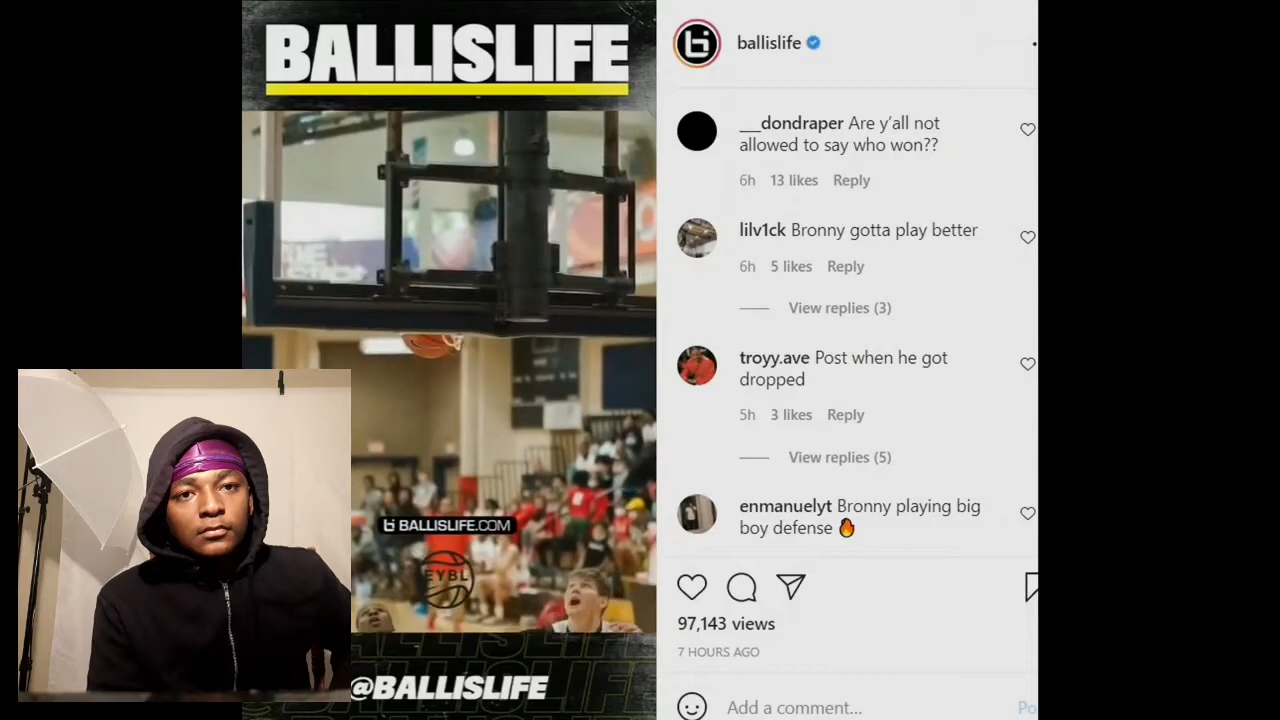 BALLISLIFE
ballislife
___dondraper Are y'all not
allowed to say who won??
6h 13 likes Reply
lilv1ck Bronny gotta play better
6h 5 likes Reply
View replies (3)
troyy.ave Post when he got
dropped
5h 3 likes Reply
View replies (5)
enmanuelyt Bronny playing big
boy defense 🔥
BALLISLIFE.COM
EYBL
97,143 views
7 HOURS AGO
@BALLISLIFE
Add a comment...
Po